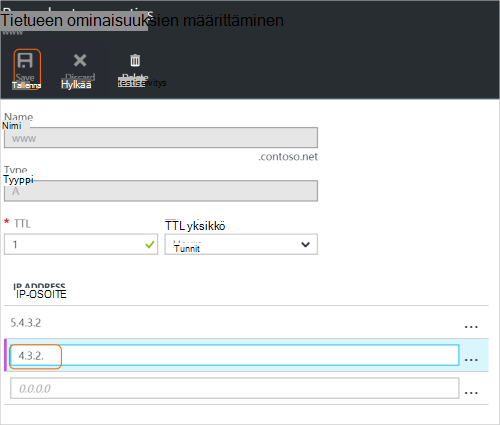 Tietueen ominaisuuksien määrittäminen
www
Save Discard Delete
Tallenna Hylkää
Name
Nimi
www
.contoso.net
Type
Tyyppi
A
* TTL TTL yksikkö
1 Tunnit
IP ADDRESS
IP-OSOITE
5.4.3.2 ...
4.3.2. ...
0.0.0.0 ...